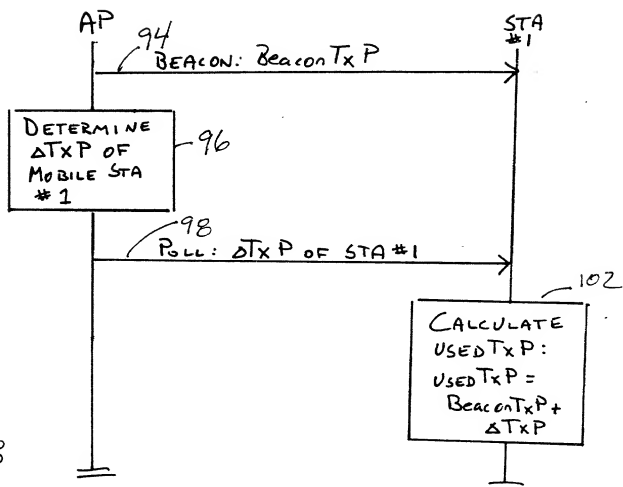 AP
STA
#1
94
BEACON: BeaconTxP
DETERMINE
ΔTxP OF
MOBILE STA
#1
96
98
POLL: ΔTxP OF STA #1
102
CALCULATE
USEDTxP:
USEDTxP=
BeaconTxP+
ΔTxP